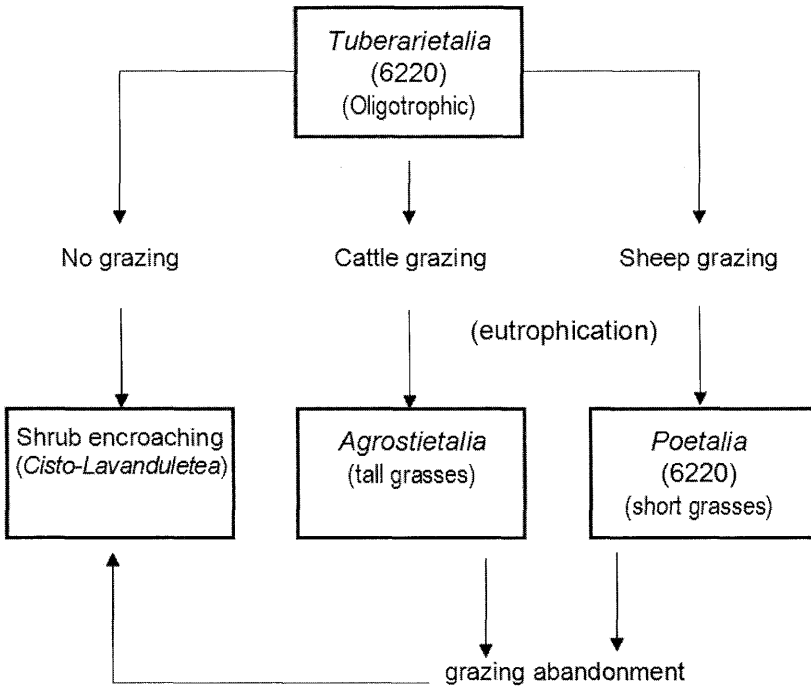 Tuberarietalia
(6220)
(Oligotrophic)
No grazing
Cattle grazing
Sheep grazing
(eutrophication)
Shrub encroaching
(Cisto-Lavanduletea)
Agrostietalia
(tall grasses)
Poetalia
(6220)
(short grasses)
grazing abandonment